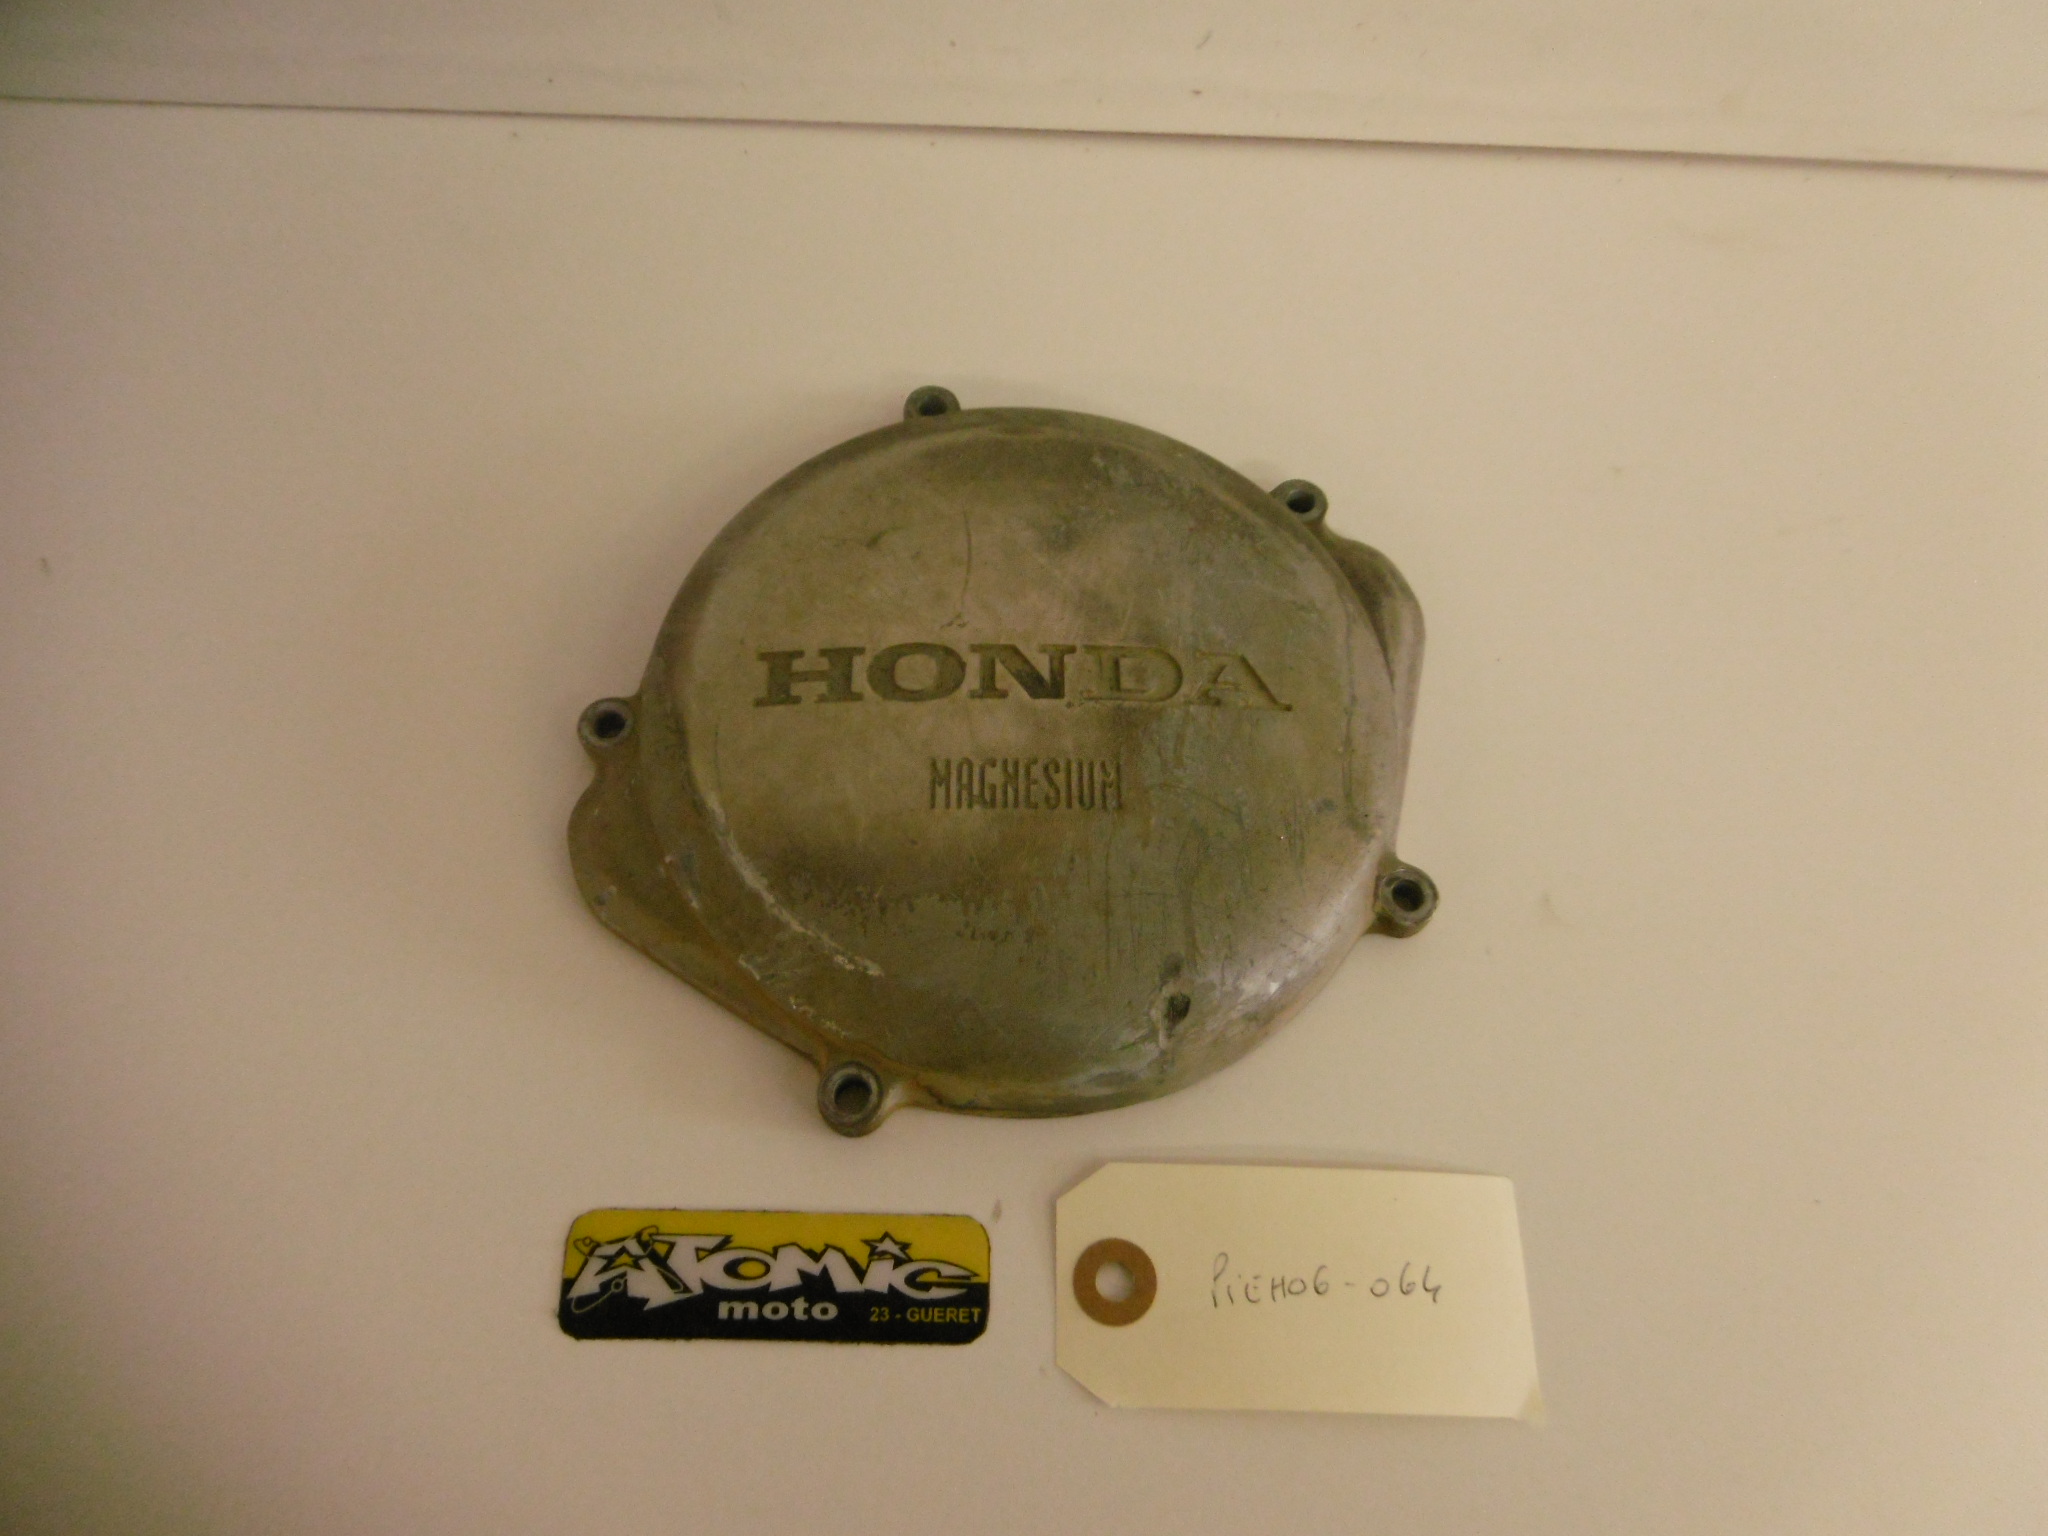 HONDA
MAGNESIUM
ATOMIC
moto 23 - GUERET
PIEH06-064